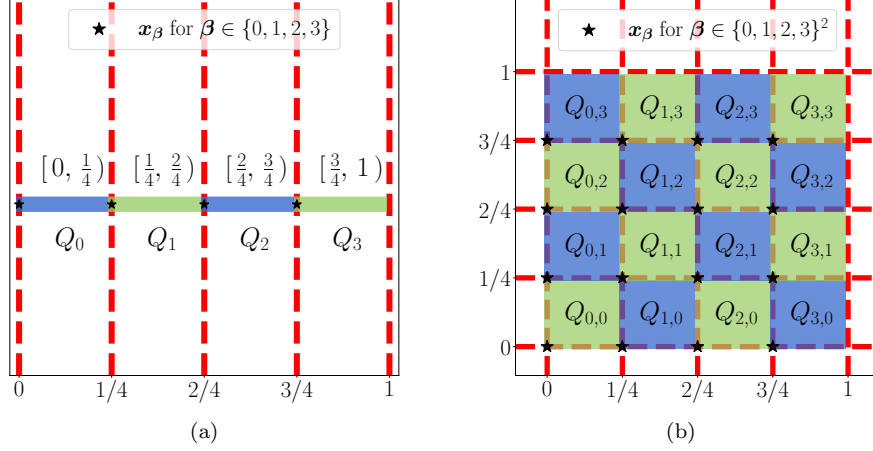 ★ x_β for β ∈ {0, 1, 2, 3}
[0, 1/4) [1/4, 2/4) [2/4, 3/4) [3/4, 1)
Q_0 Q_1 Q_2 Q_3
0 1/4 2/4 3/4 1
(a)
★ x_β for β ∈ {0, 1, 2, 3}^2
1
Q_{0,3} Q_{1,3} Q_{2,3} Q_{3,3}
3/4
Q_{0,2} Q_{1,2} Q_{2,2} Q_{3,2}
2/4
Q_{0,1} Q_{1,1} Q_{2,1} Q_{3,1}
1/4
Q_{0,0} Q_{1,0} Q_{2,0} Q_{3,0}
0
0 1/4 2/4 3/4 1
(b)